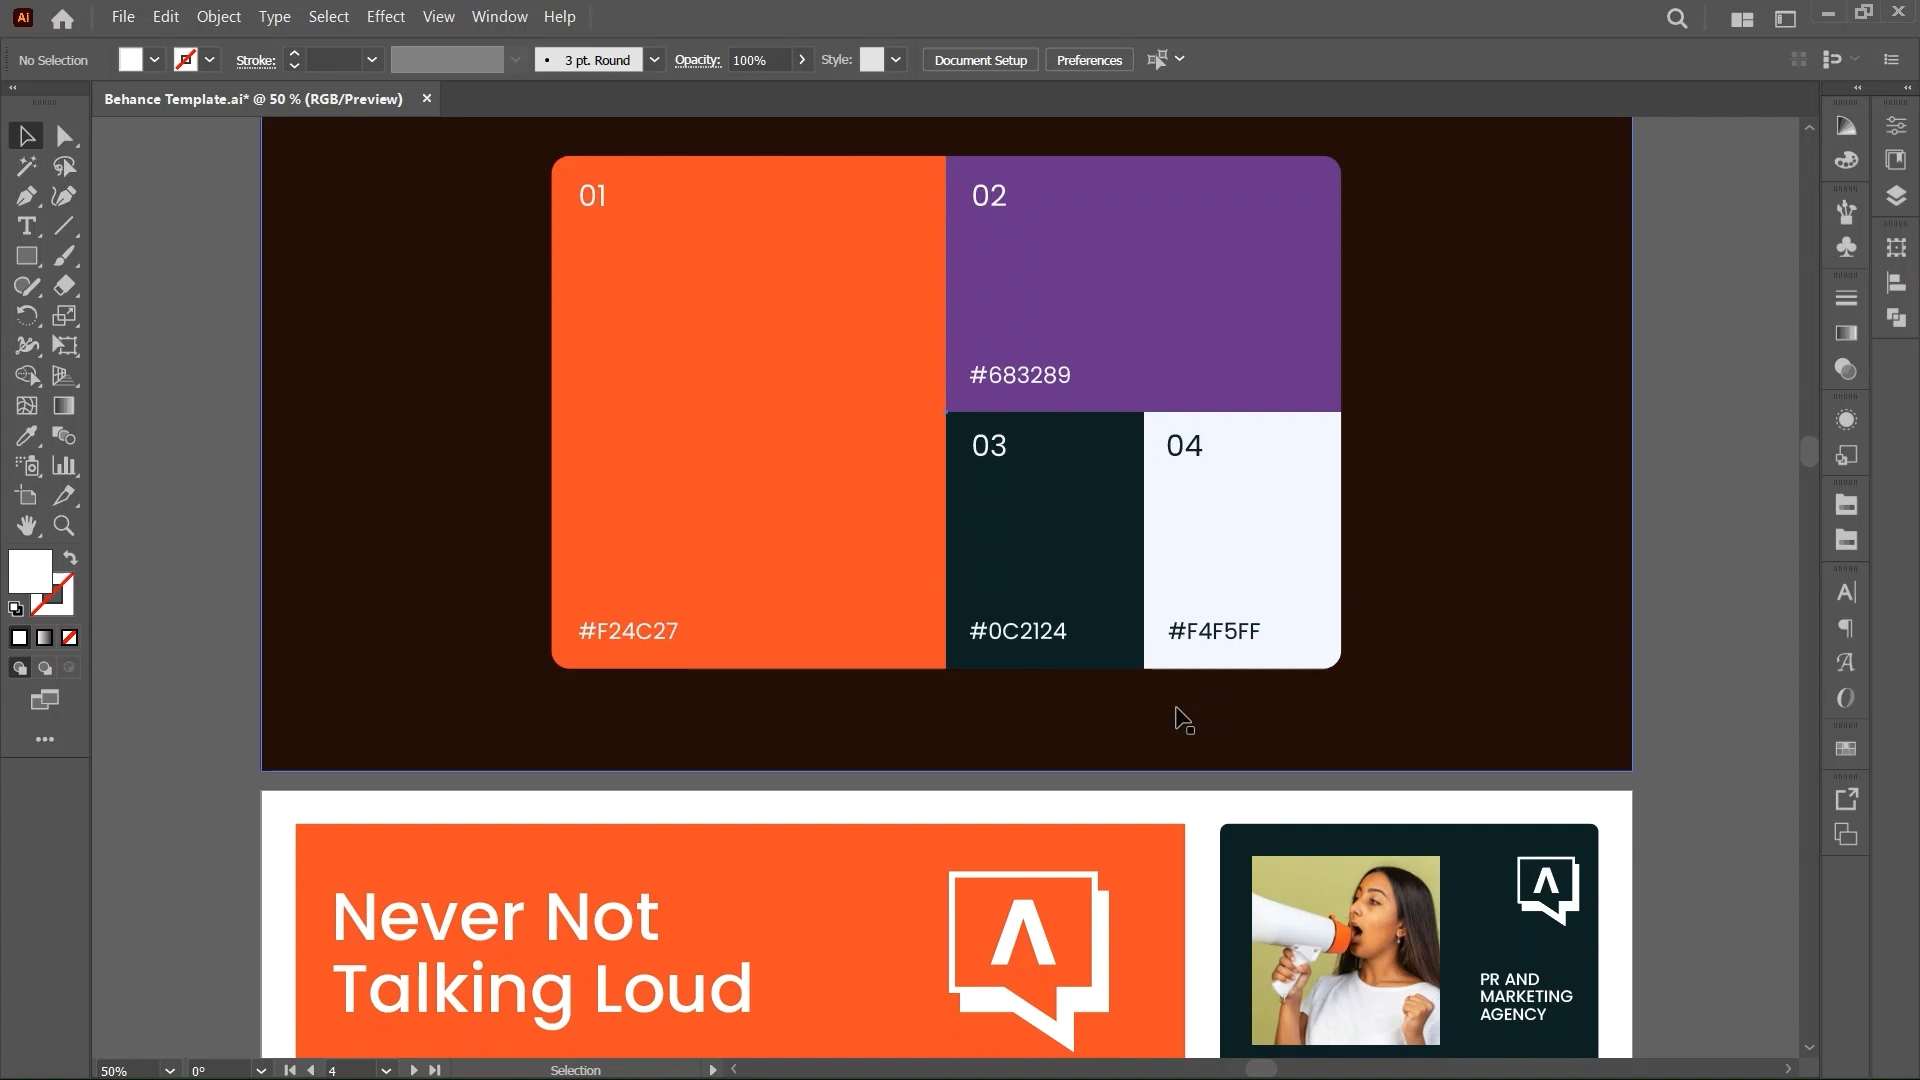 Ai File Edit Object Type Select Effect View Window Help
No Selection Stroke: • 3 pt. Round Opacity: 100% Style: Document Setup Preferences
Behance Template.ai* @ 50 % (RGB/Preview) ×
01
#F24C27
02
#683289
03
#0C2124
04
#F4F5FF
Never Not
Talking Loud
PR AND
MARKETING
AGENCY
50% 0° 4 Selection